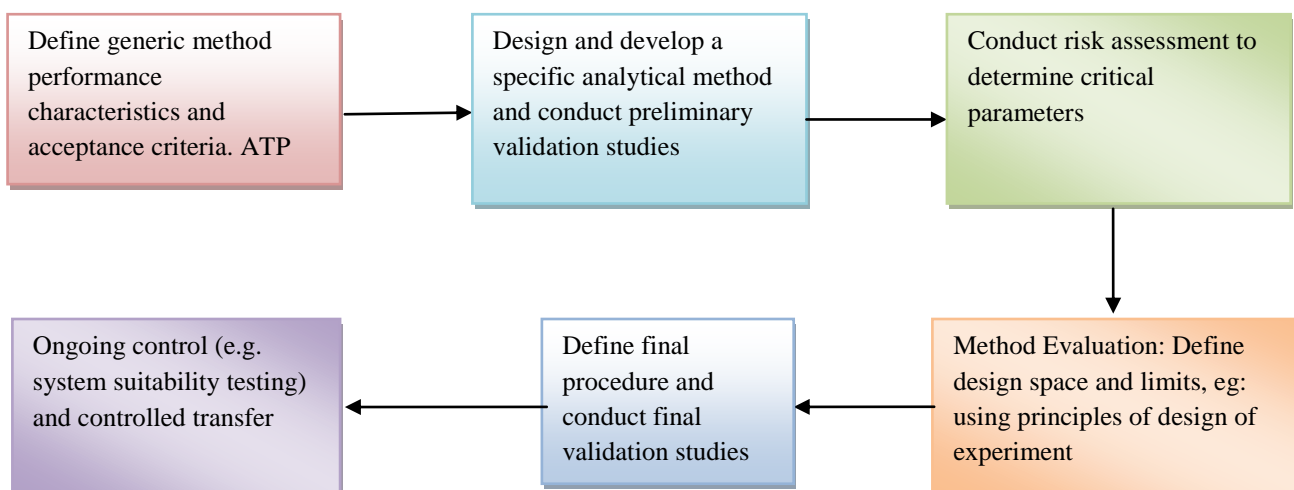 Define generic method
performance
characteristics and
acceptance criteria. ATP
Design and develop a
specific analytical method
and conduct preliminary
validation studies
Conduct risk assessment to
determine critical
parameters
Method Evaluation: Define
design space and limits, eg:
using principles of design of
experiment
Define final
procedure and
conduct final
validation studies
Ongoing control (e.g.
system suitability testing)
and controlled transfer